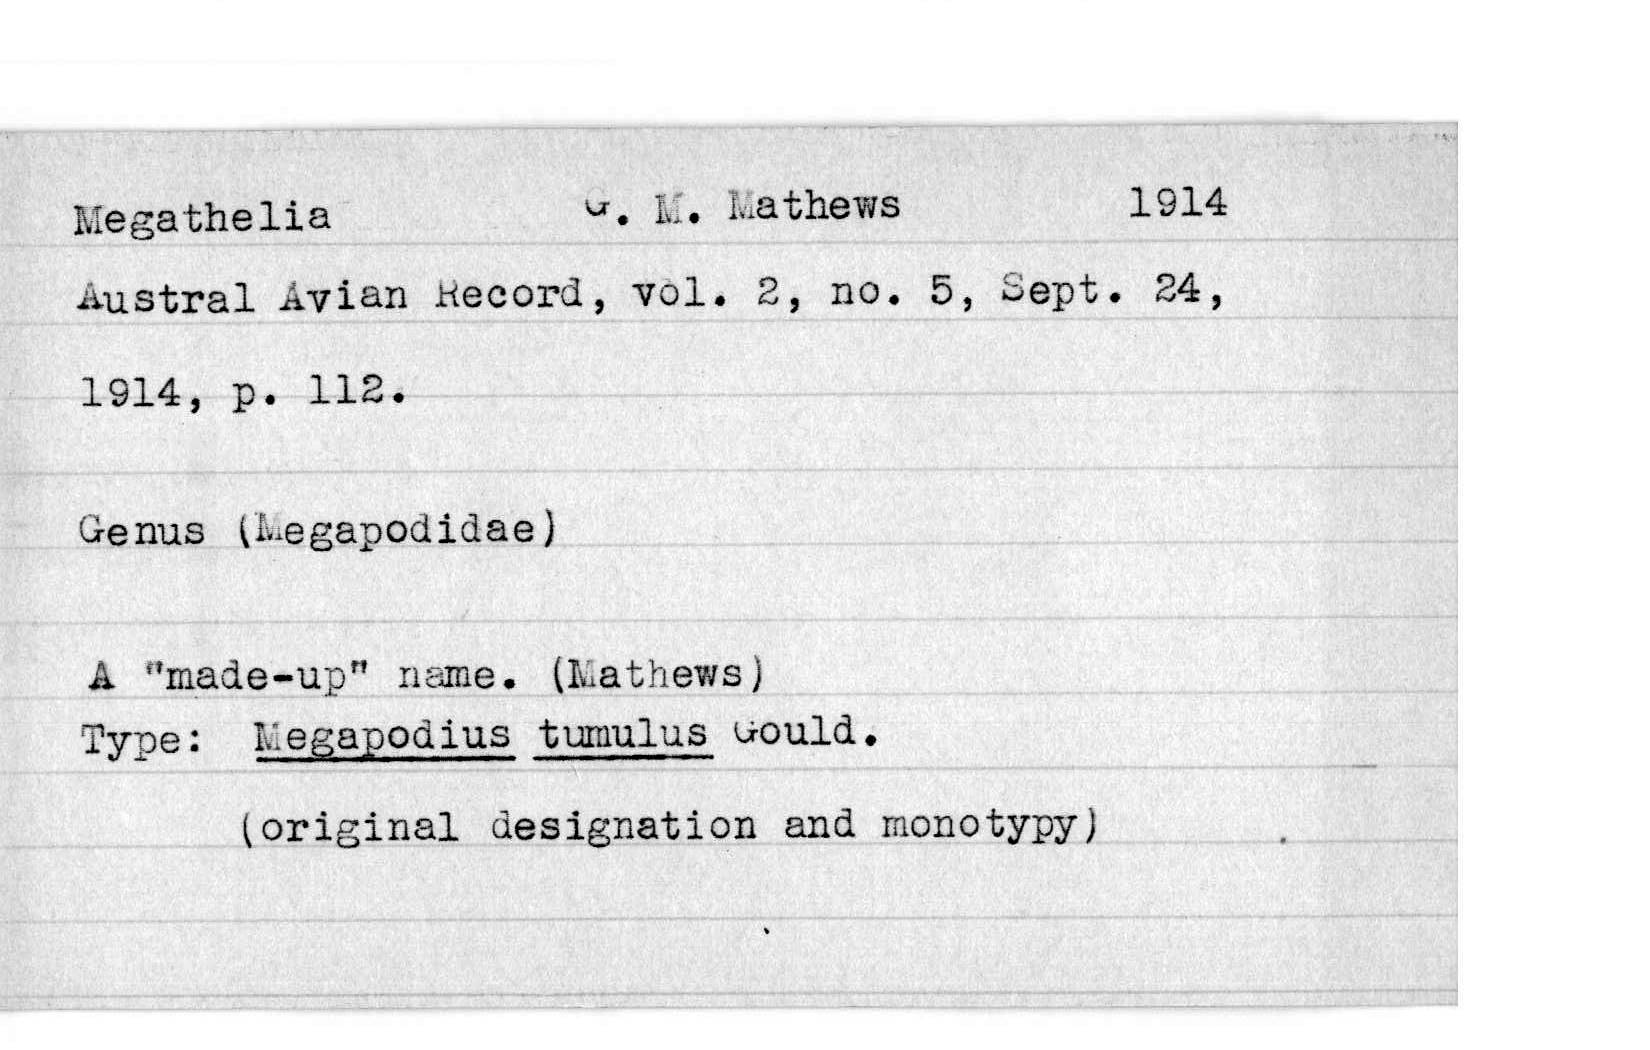 Megathelia G. M. Mathews 1914
Austral Avian Record, vol. 2, no. 5, Sept. 24,
1914, p. 112.
Genus (Megapodidae)
A "made-up" name. (Mathews)
Type: Megapodius tumulus Gould.
(original designation and monotypy)